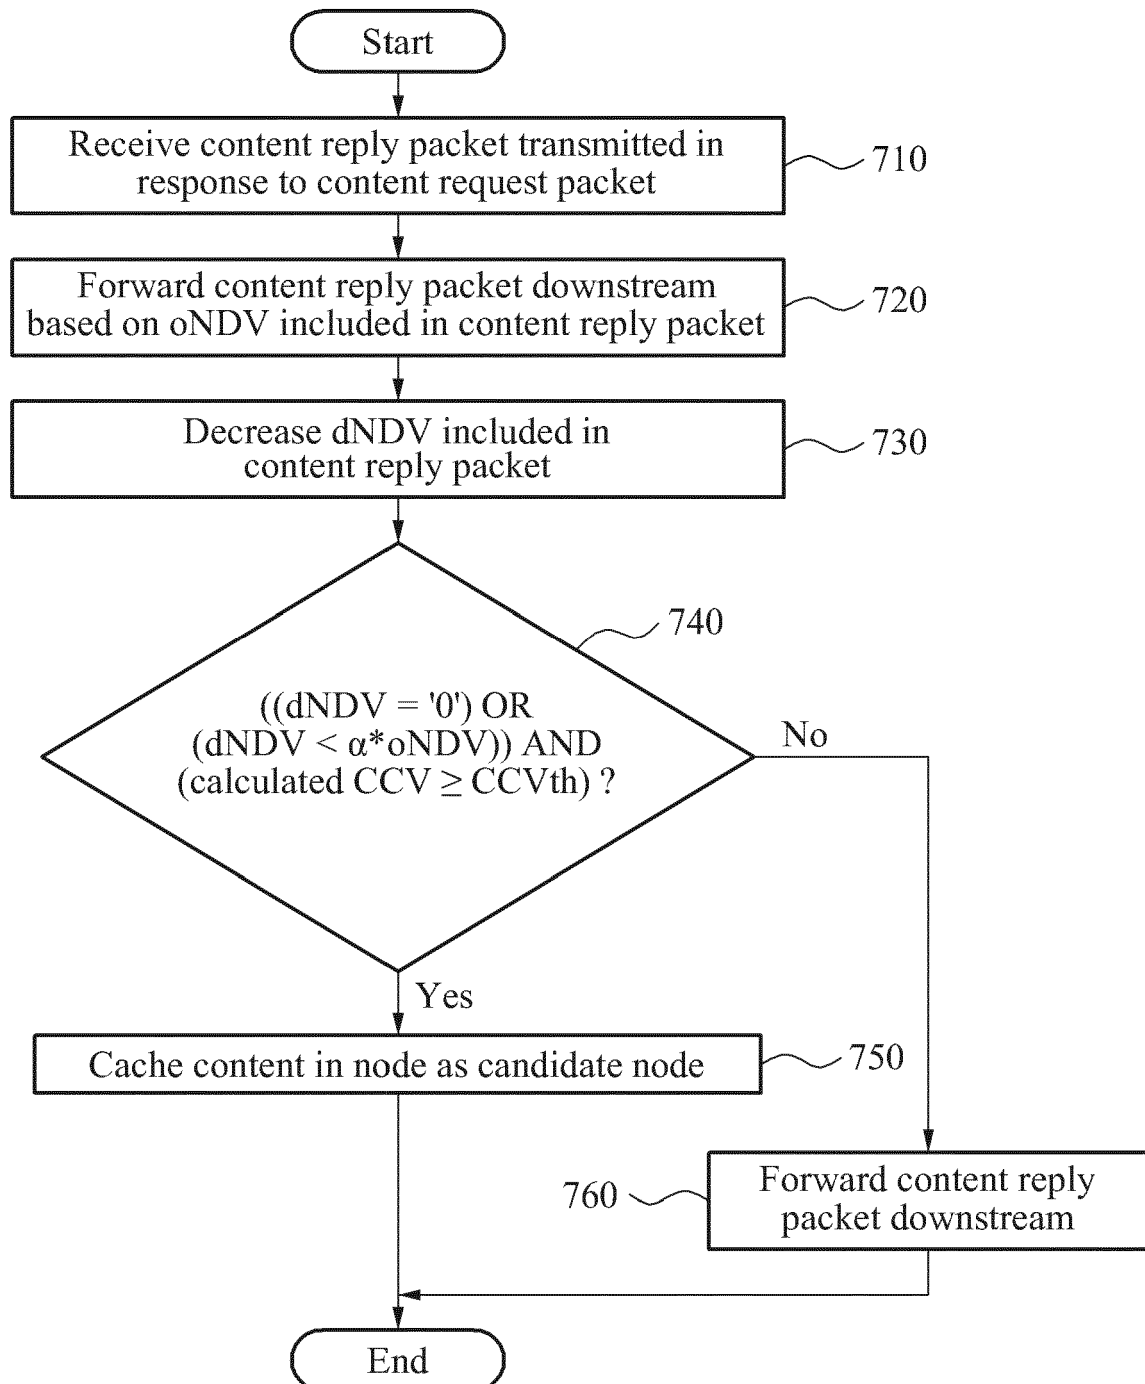 Start
Receive content reply packet transmitted in
response to content request packet
710
Forward content reply packet downstream
based on oNDV included in content reply packet
720
Decrease dNDV included in
content reply packet
730
740
((dNDV = '0') OR
(dNDV < α*oNDV)) AND
(calculated CCV ≥ CCVth) ?
No
Yes
Cache content in node as candidate node
750
760
Forward content reply
packet downstream
End